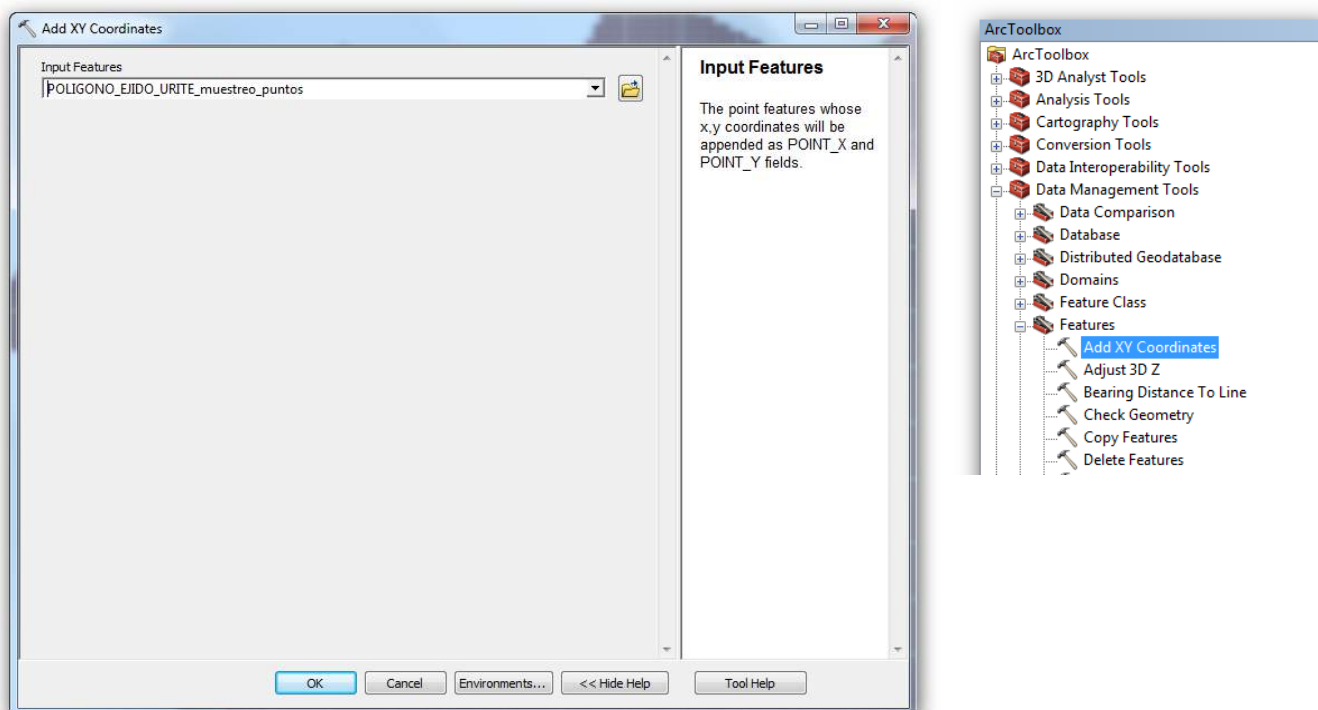 Add XY Coordinates
Input Features
POLIGONO_EJIDO_URITE_muestreo_puntos
Input Features
The point features whose
x,y coordinates will be
appended as POINT_X and
POINT_Y fields.
OK
Cancel
Environments...
<< Hide Help
Tool Help
ArcToolbox
ArcToolbox
3D Analyst Tools
Analysis Tools
Cartography Tools
Conversion Tools
Data Interoperability Tools
Data Management Tools
Data Comparison
Database
Distributed Geodatabase
Domains
Feature Class
Features
Add XY Coordinates
Adjust 3D Z
Bearing Distance To Line
Check Geometry
Copy Features
Delete Features